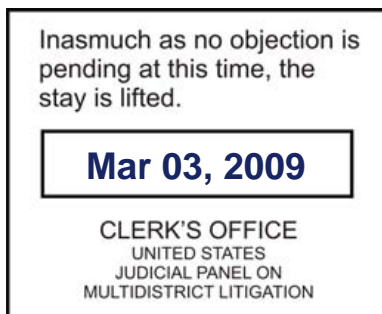 Inasmuch as no objection is
pending at this time, the
stay is lifted.
Mar 03, 2009
CLERK'S OFFICE
UNITED STATES
JUDICIAL PANEL ON
MULTIDISTRICT LITIGATION